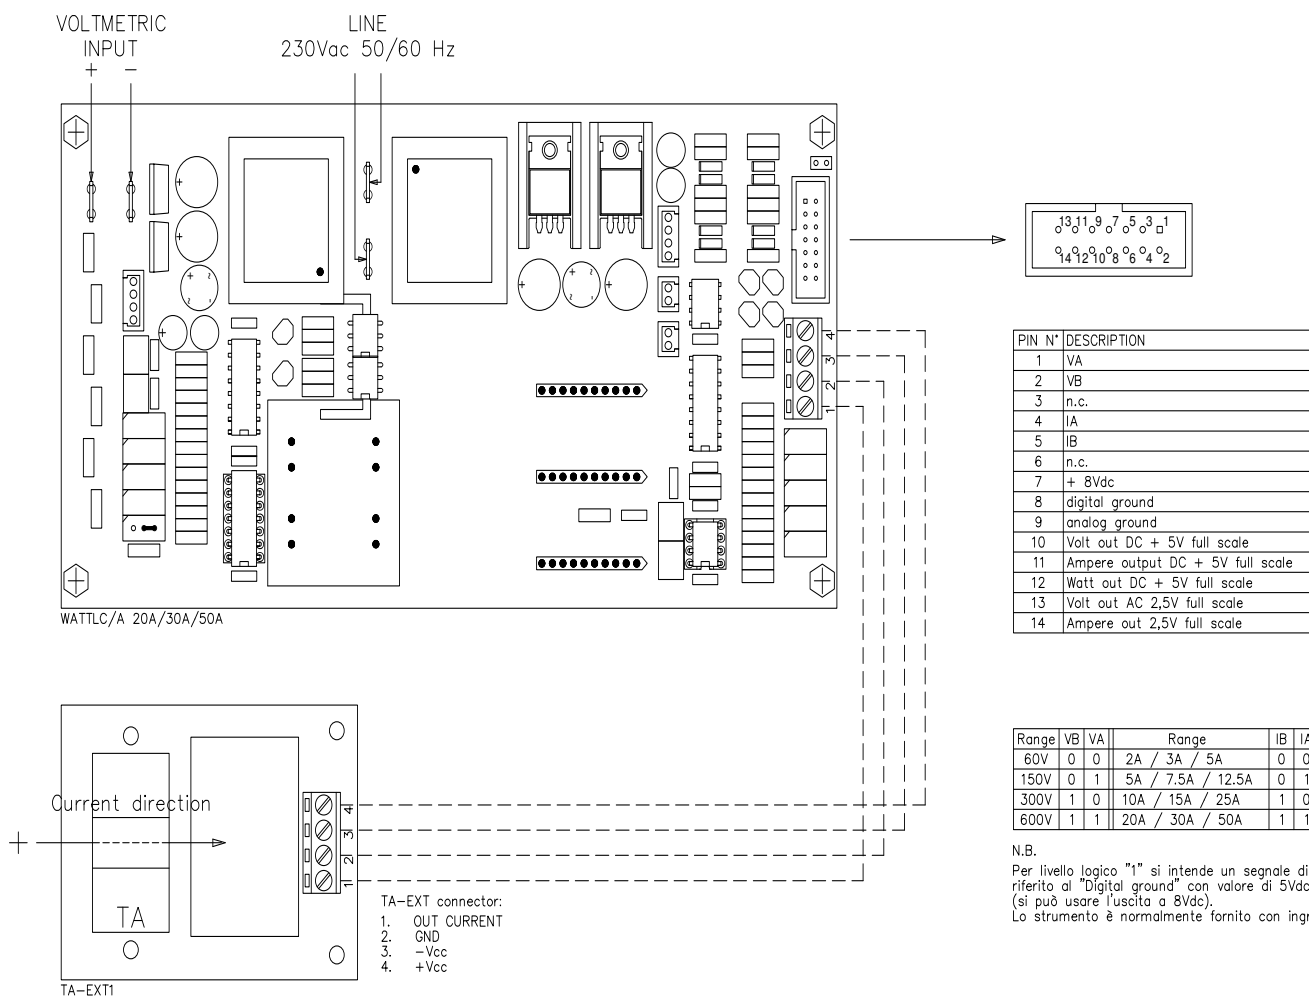 VOLTMETRIC
INPUT
+ -
LINE
230Vac 50/60 Hz
4
3
2
1
WATTLC/A 20A/30A/50A
13 11 9 7 5 3 1
14 12 10 8 6 4 2
PIN N° DESCRIPTION
1 VA
2 VB
3 n.c.
4 IA
5 IB
6 n.c.
7 + 8Vdc
8 digital ground
9 analog ground
10 Volt out DC + 5V full scale
11 Ampere output DC + 5V full scale
12 Watt out DC + 5V full scale
13 Volt out AC 2,5V full scale
14 Ampere out 2,5V full scale
Range VB VA Range IB IA
60V 0 0 2A / 3A / 5A 0 0
150V 0 1 5A / 7.5A / 12.5A 0 1
300V 1 0 10A / 15A / 25A 1 0
600V 1 1 20A / 30A / 50A 1 1
N.B.
Per livello logico "1" si intende un segnale di
riferito al "Digital ground" con valore di 5Vdc
(si può usare l'uscita a 8Vdc).
Lo strumento è normalmente fornito con ingr
Current direction
+
TA
4
3
2
1
TA-EXT connector:
1. OUT CURRENT
2. GND
3. -Vcc
4. +Vcc
TA-EXT1